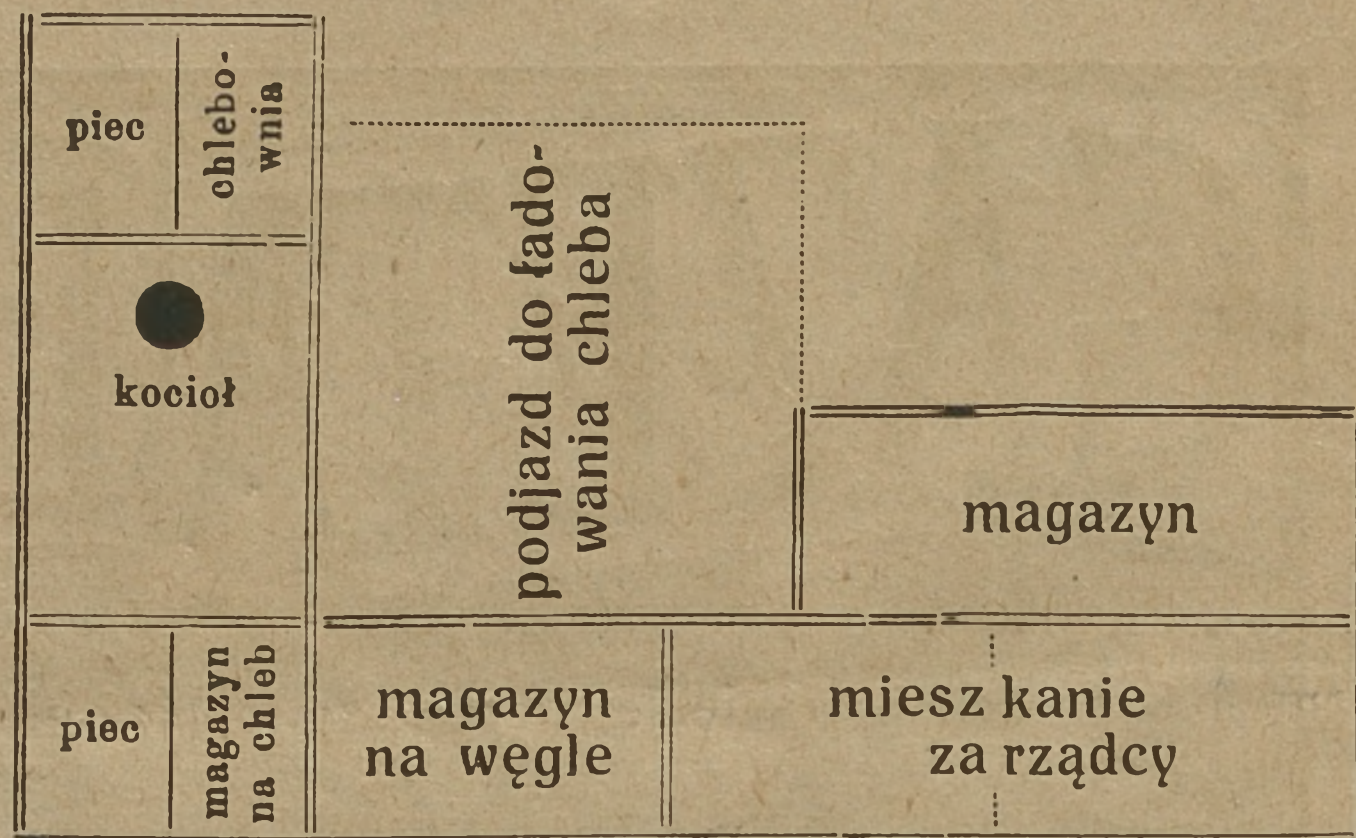 piec
chlebo-
wnia
kocioł
podjazd do łado-
wania chleba
magazyn
piec
magazyn
na chleb
magazyn
na węgle
miesz kanie
za rządcy